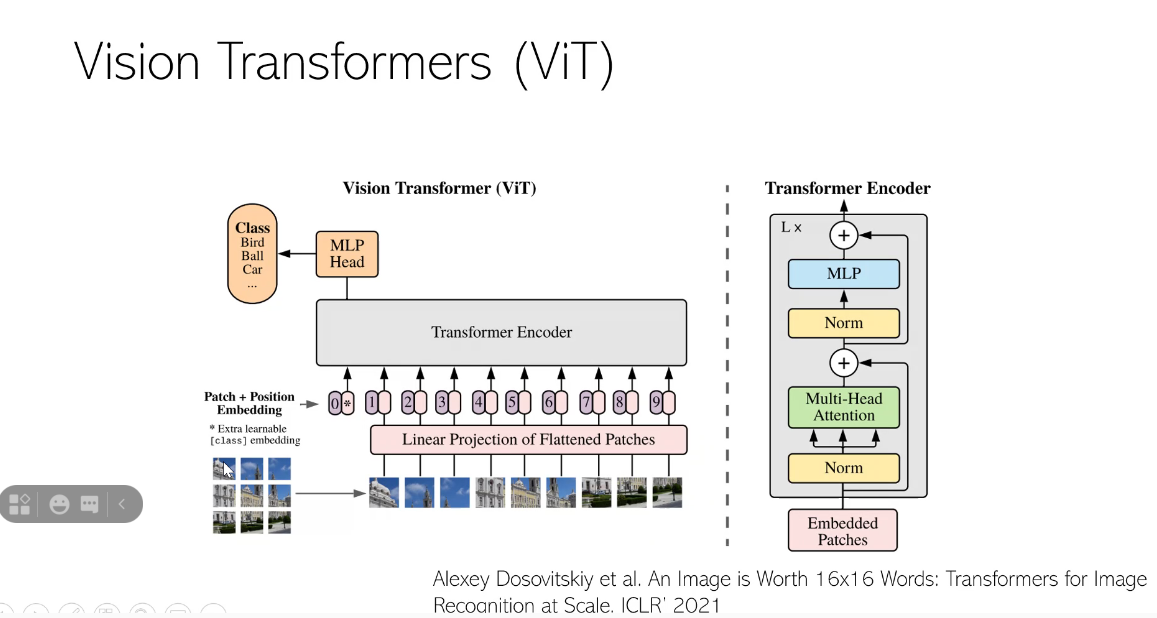 Vision Transformers (ViT)
Vision Transformer (ViT)
Class
Bird
Ball
Car
...
MLP
Head
Transformer Encoder
Patch + Position
Embedding
0 * 1 2 3 4 5 6 7 8 9
* Extra learnable
[class] embedding
Linear Projection of Flattened Patches
Transformer Encoder
L x
+
MLP
Norm
+
Multi-Head
Attention
Norm
Embedded
Patches
Alexey Dosovitskiy et al. An Image is Worth 16x16 Words: Transformers for Image
Recognition at Scale. ICLR' 2021